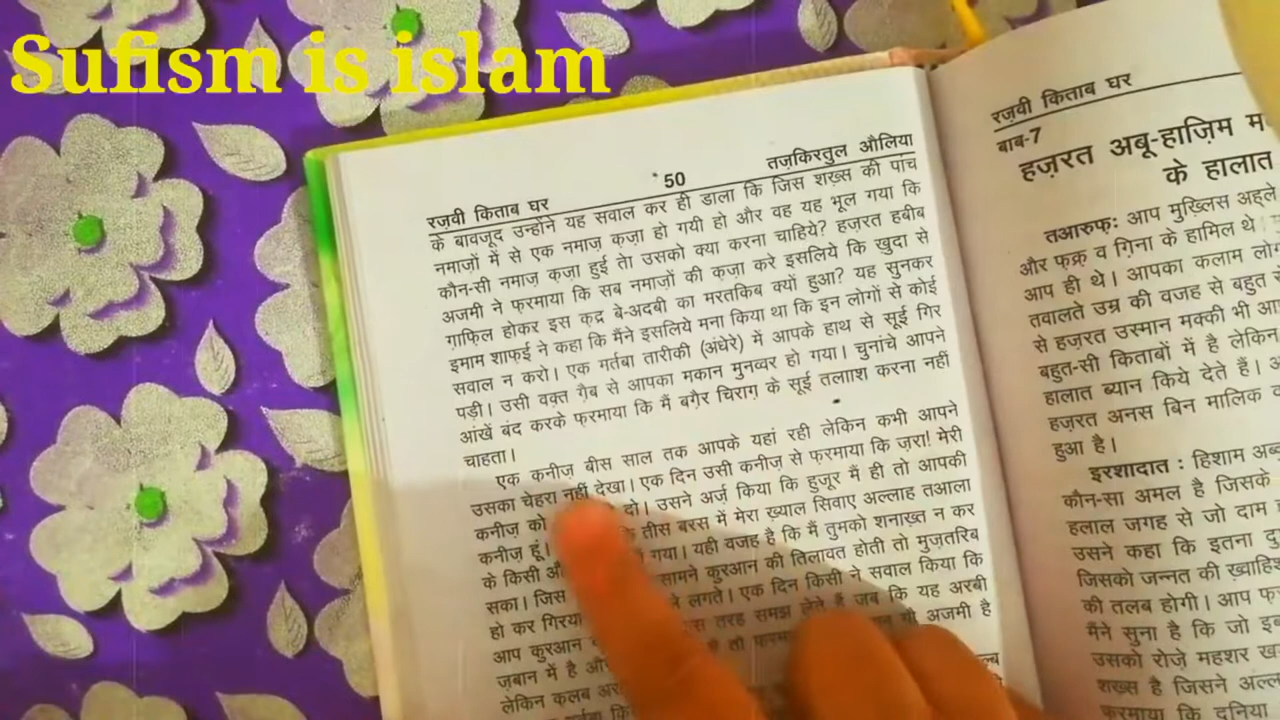 Sufism is islam
रज़वी किताब घर
50
तज़किरतुल औलिया
के बावजूद उन्होंने यह सवाल कर ही डाला कि जिस शख़्स की पांच
नमाज़ों में से एक नमाज़ क़ज़ा हो गयी हो और वह यह भूल गया कि
कौन-सी नमाज़ क़ज़ा हुई तेा उसको क्या करना चाहिये? हज़रत हबीब
अजमी ने फ़रमाया कि सब नमाज़ों की क़ज़ा करे इसलिये कि खुदा से
ग़ाफ़िल होकर इस क़द्र बे-अदबी का मरतकिब क्यों हुआ? यह सुनकर
इमाम शाफ़ई ने कहा कि मैंने इसलिये मना किया था कि इन लोगों से कोई
सवाल न करो। एक मर्तबा तारीकी (अंधेरे) में आपके हाथ से सूई गिर
पड़ी। उसी वक्त ग़ैब से आपका मकान मुनव्वर हो गया। चुनांचे आपने
आंखें बंद करके फ़रमाया कि मैं बग़ैर चिराग़ के सूई तलााश करना नहीं
चाहता।
एक कनीज़ बीस साल तक आपके यहां रही लेकिन कभी आपने
उसका चेहरा नहीं देखा। एक दिन उसी कनीज़ से फ़रमाया कि ज़रा! मेरी
कनीज़ को दो। उसने अर्ज़ किया कि हुजूर मैं ही तो आपकी
कनीज़ हूं। कि तीस बरस में मेरा ख़्याल सिवाए अल्लाह तआला
के किसी गया। यही वजह है कि मैं तुमको शनाख़्त न कर
सका। जिस सामने कुरआन की तिलावत होती तो मुज़तरिब
हो कर गिरया लगते। एक दिन किसी ने सवाल किया कि
आप कुरआन तरह समझ लेते हैं जब कि यह अरबी
ज़बान में है तो अजमी है
लेकिन कलब
रज़वी किताब घर
बाब-7
हज़रत अबू-हाज़िम
के हालात
तआरुफ़: आप मुख़्लिस अहले
और फ़क़्र व ग़िना के हामिल थे
आप ही थे। आपका कलाम
तवालते उम्र की वजह से बहुत
से हज़रत उस्मान मक्की भी
बहुत-सी किताबों में है लेकिन
हालात ब्यान किये देते हैं।
हज़रत अनस बिन मालिक
हुआ है।
इरशादात : हिशाम
कौन-सा अमल है जिसके
हलाल जगह से जो दाम
उसने कहा कि इतना
जिसको जन्नत की
की तलब होगी। आप
मैंने सुना है कि जो
उसको रोज़े महशर
शख़्स है जिसने
फ़रमाया कि दुनिया